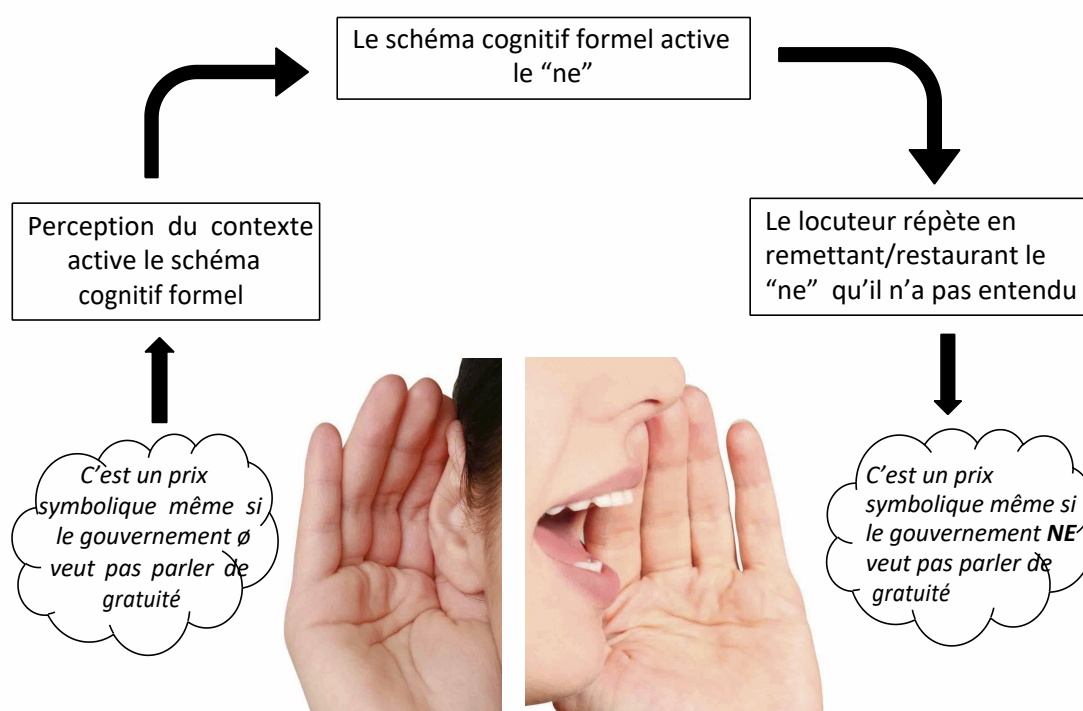 Le schéma cognitif formel active
le “ne”
Perception du contexte
active le schéma
cognitif formel
Le locuteur répète en
remettant/restaurant le
“ne” qu’il n’a pas entendu
C’est un prix
symbolique même si
le gouvernement ø
veut pas parler de
gratuité
C’est un prix
symbolique même si
le gouvernement NE
veut pas parler de
gratuité